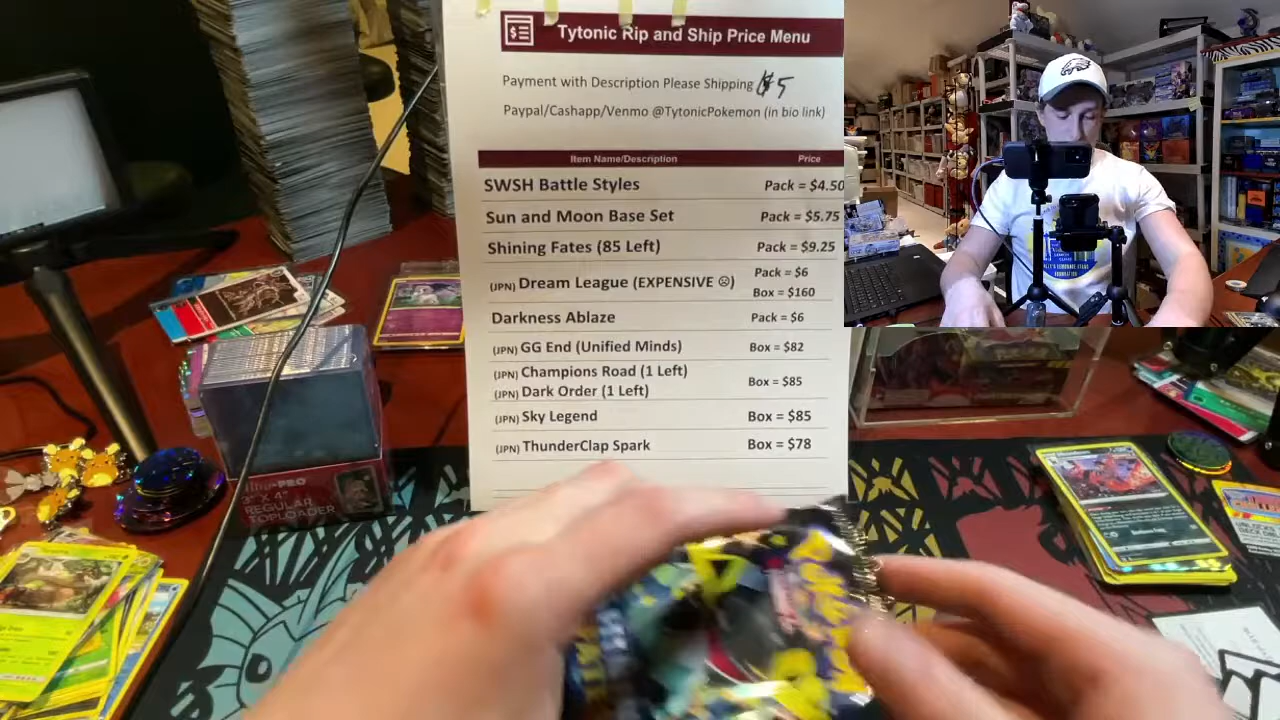 Tytonic Rip and Ship Price Menu
Payment with Description Please Shipping $5
Paypal/Cashapp/Venmo @TytonicPokemon (in bio link)
Item Name/Description Price
SWSH Battle Styles Pack = $4.50
Sun and Moon Base Set Pack = $5.75
Shining Fates (85 Left) Pack = $9.25
(JPN) Dream League (EXPENSIVE ☹) Pack = $6
Box = $160
Darkness Ablaze Pack = $6
(JPN) GG End (Unified Minds) Box = $82
(JPN) Champions Road (1 Left)
(JPN) Dark Order (1 Left) Box = $85
(JPN) Sky Legend Box = $85
(JPN) ThunderClap Spark Box = $78
ultra-PRO
3" X 4"
REGULAR
TOPLOADER